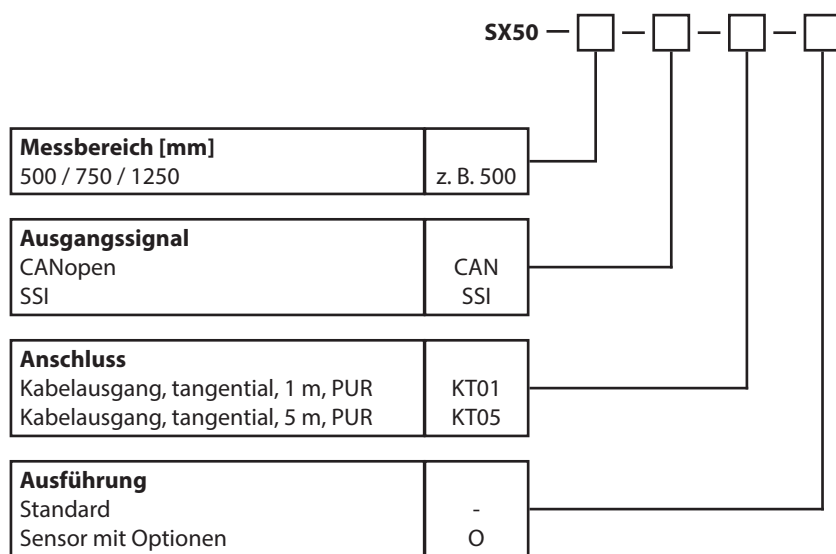 SX50 — □ — □ — □ — □
Messbereich [mm]
500 / 750 / 1250 z. B. 500
Ausgangssignal
CANopen CAN
SSI SSI
Anschluss
Kabelausgang, tangential, 1 m, PUR KT01
Kabelausgang, tangential, 5 m, PUR KT05
Ausführung
Standard -
Sensor mit Optionen O